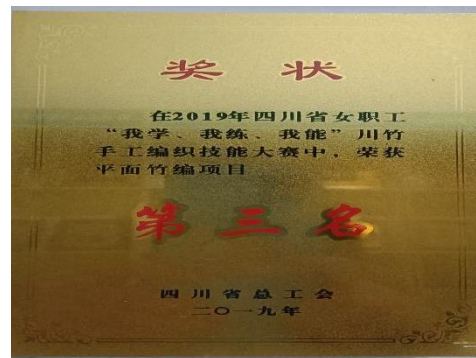 奖状
在2019年四川省女职工
“我学、我练、我能”川竹
手工编织技能大赛中，荣获
平面竹编项目
第三名
四川省总工会
二〇一九年